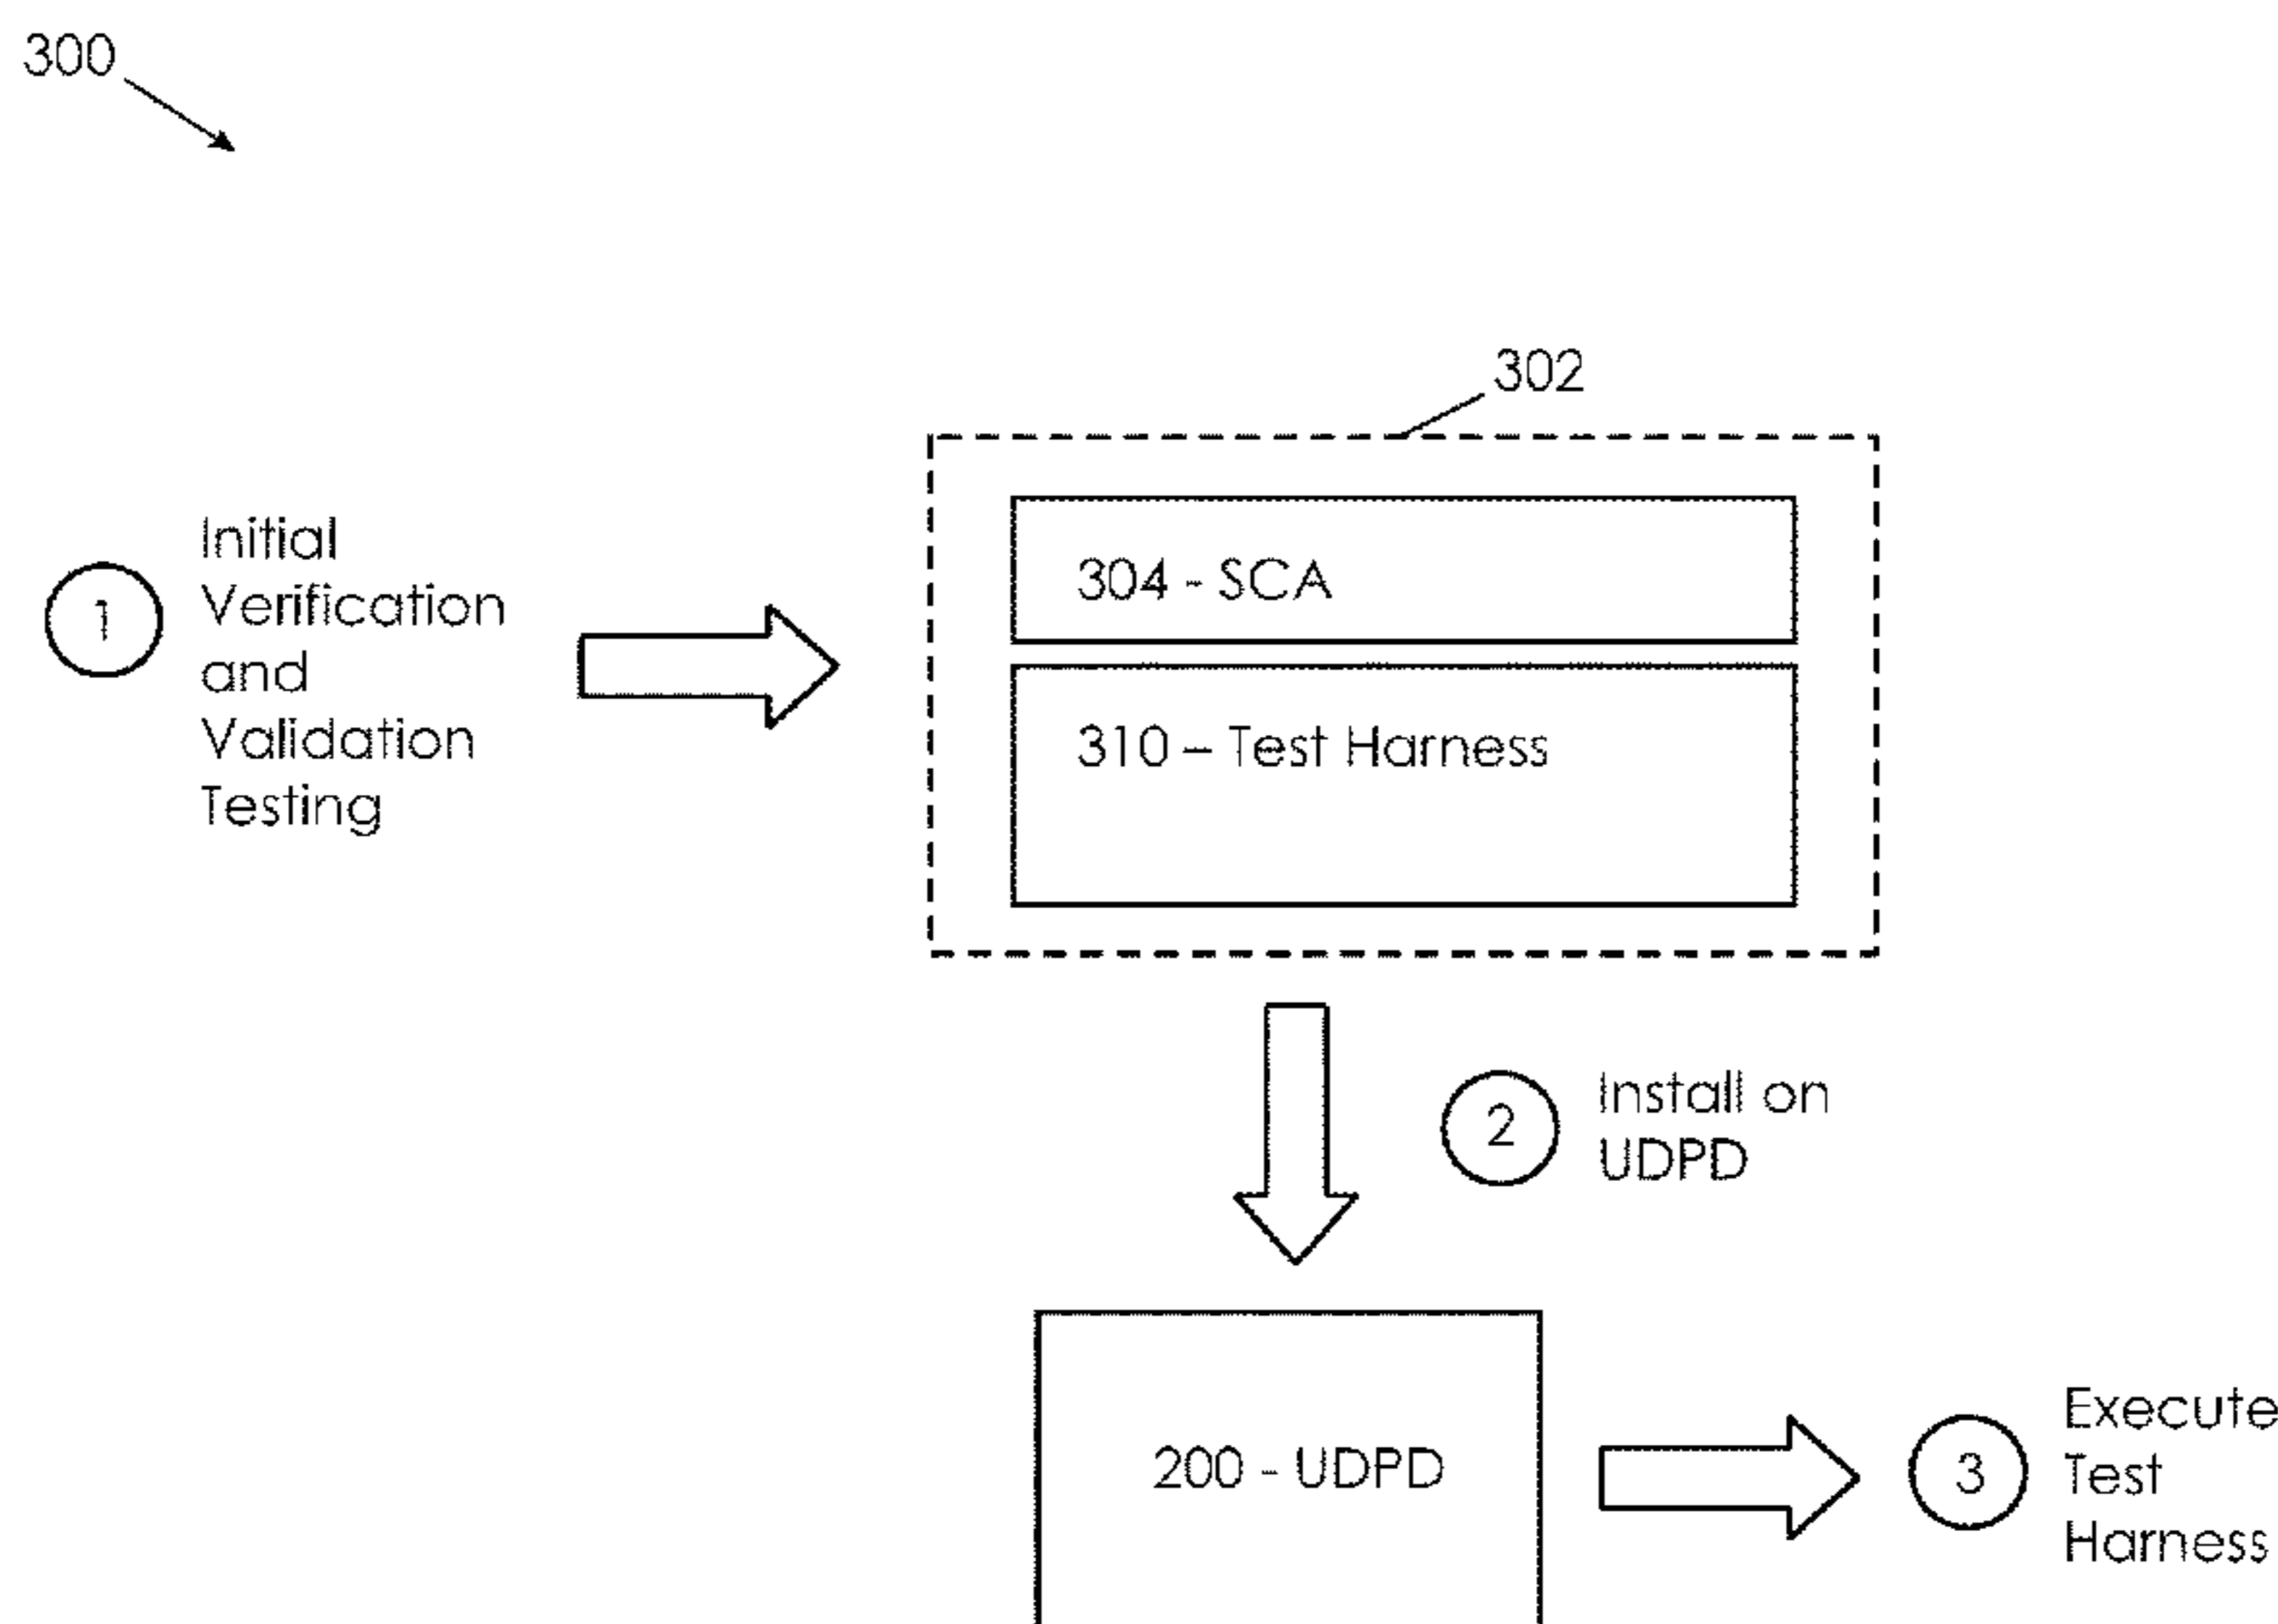 300
302
304 - SCA
310 – Test Harness
1
Initial
Verification
and
Validation
Testing
2
Install on
UDPD
200 - UDPD
3
Execute
Test
Harness